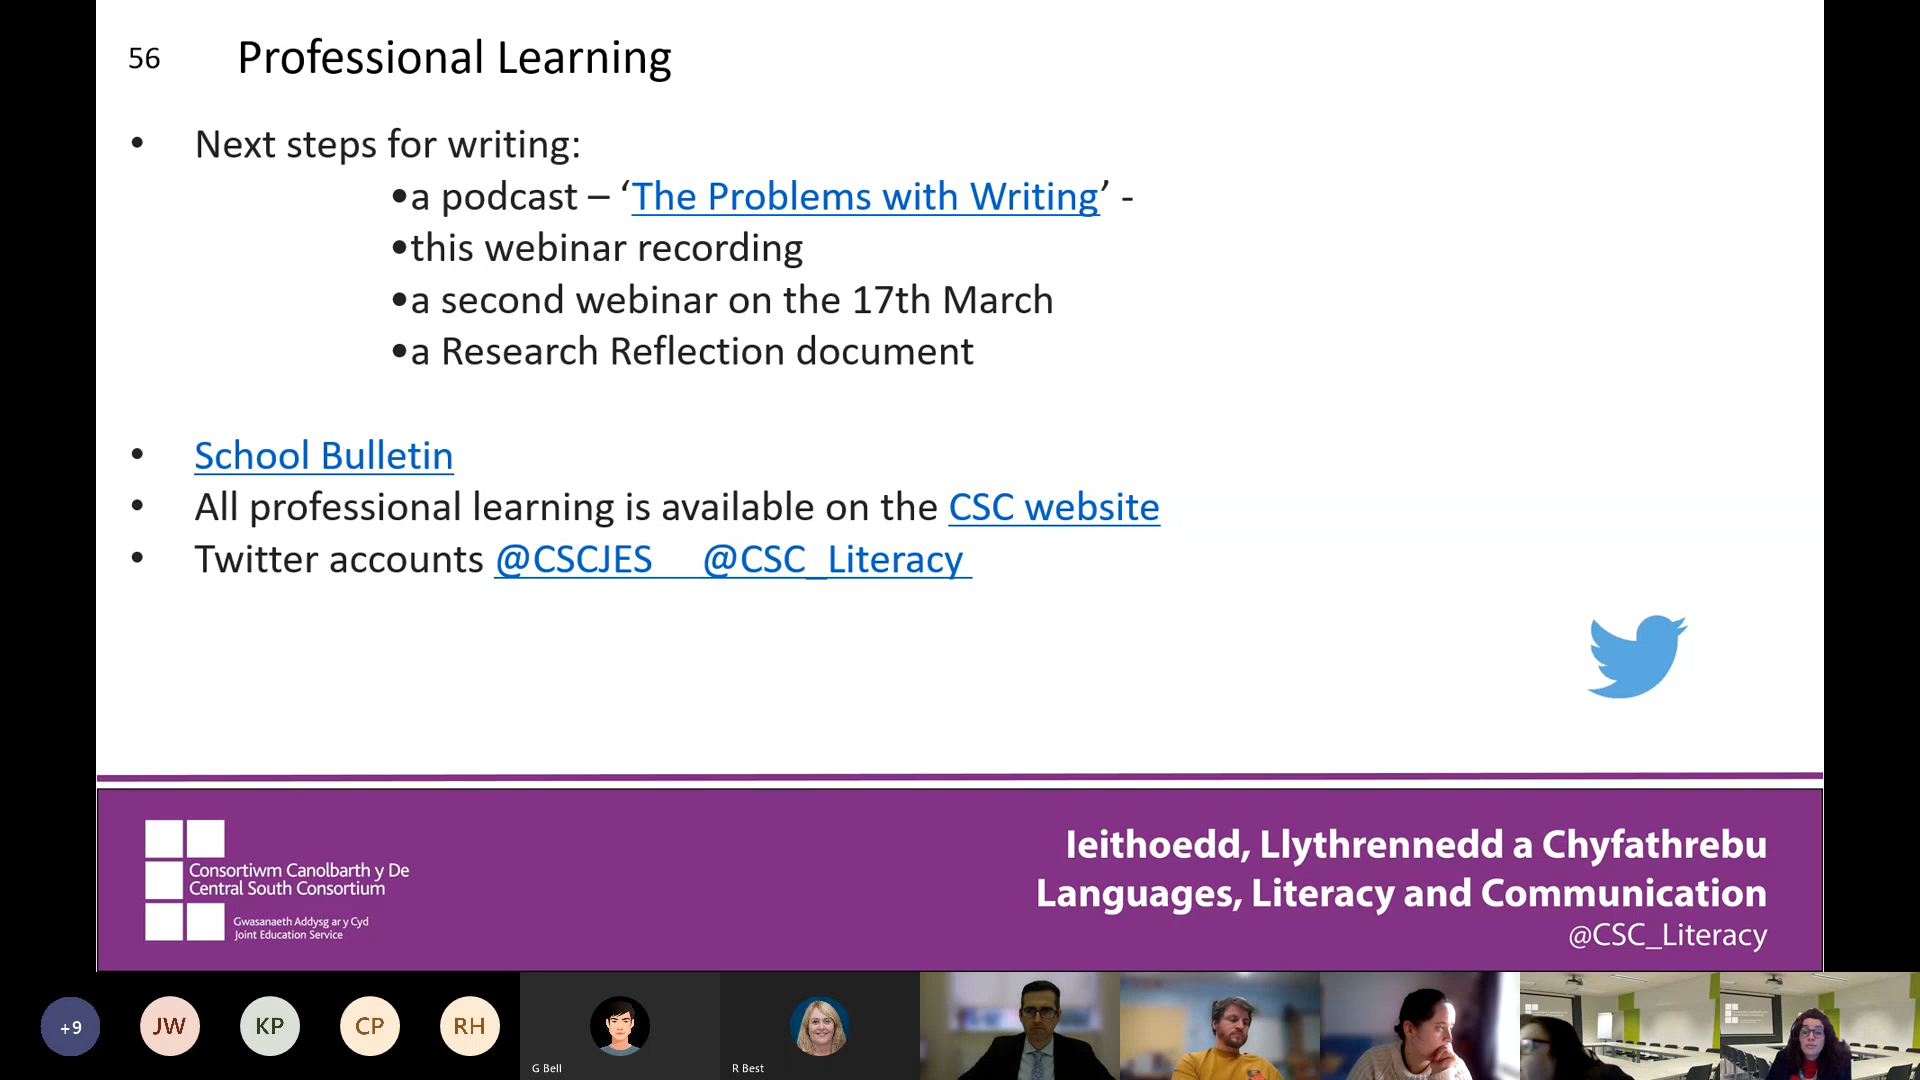 56 Professional Learning
• Next steps for writing:
•a podcast – ‘The Problems with Writing’ -
•this webinar recording
•a second webinar on the 17th March
•a Research Reflection document
• School Bulletin
• All professional learning is available on the CSC website
• Twitter accounts @CSCJES @CSC_Literacy
Consortiwm Canolbarth y De
Central South Consortium
Gwasanaeth Addysg ar y Cyd
Joint Education Service
Ieithoedd, Llythrennedd a Chyfathrebu
Languages, Literacy and Communication
@CSC_Literacy
+9 JW KP CP RH
G Bell
R Best